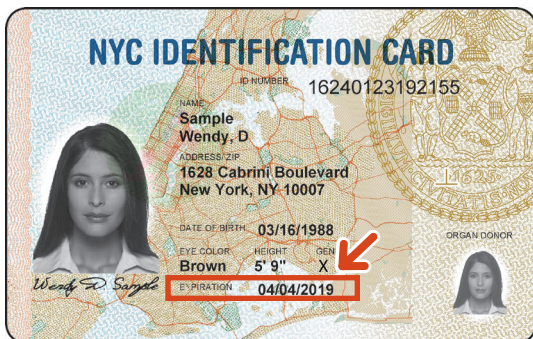 NYC IDENTIFICATION CARD
ID NUMBER 16240123192155
NAME
Sample
Wendy, D
ADDRESS/ZIP
1628 Cabrini Boulevard
New York, NY 10007
DATE OF BIRTH 03/16/1988
ORGAN DONOR
EYE COLOR HEIGHT GEN
Brown 5' 9" X
Wendy D. Sample
EXPIRATION 04/04/2019